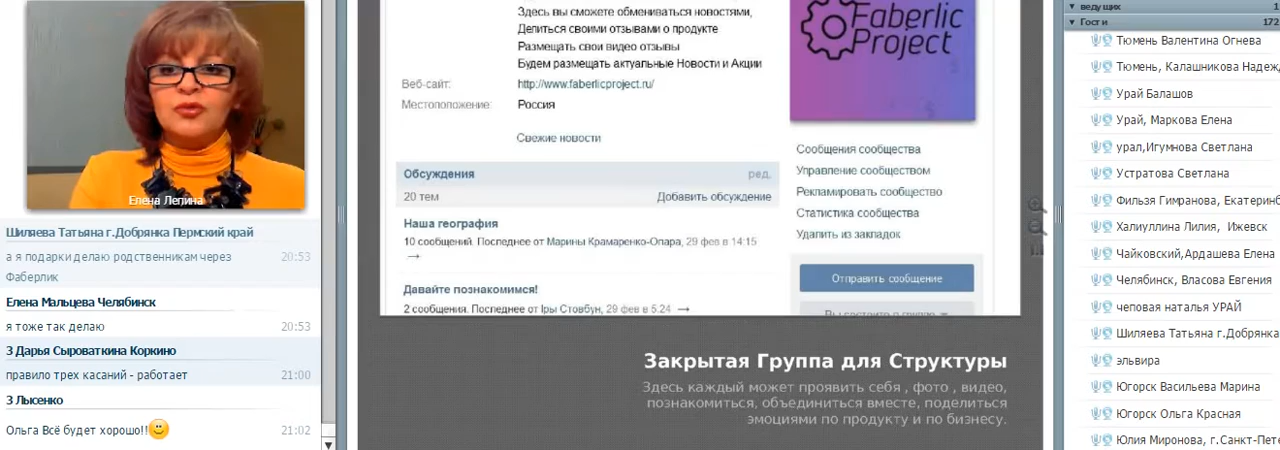 Елена Лепина
Шиляева Татьяна г.Добрянка Пермский край
а я подарки делаю родственникам через
Фаберлик
20:53
Елена Мальцева Челябинск
я тоже так делаю
20:53
3 Дарья Сыроваткина Коркино
правило трех касаний - работает
21:00
3 Лысенко
Ольга Всё будет хорошо!!
21:02
Здесь вы сможете обмениваться новостями,
Делиться своими отзывами о продукте
Размещать свои видео отзывы
Будем размещать актуальные Новости и Акции
Веб-сайт: http://www.faberlicproject.ru/
Местоположение: Россия
Свежие новости
Обсуждения ред.
20 тем Добавить обсуждение
Наша география
10 сообщений. Последнее от Марины Крамаренко-Опара, 29 фев в 14:15
→
Давайте познакомимся!
2 сообщения. Последнее от Іры Стовбун, 29 фев в 5:24 →
Faberlic
Project
Сообщения сообщества
Управление сообществом
Рекламировать сообщество
Статистика сообщества
Удалить из закладок
Отправить сообщение
Вы состоите в группе
Закрытая Группа для Структуры
Здесь каждый может проявить себя , фото , видео,
познакомиться, объединиться вместе, поделиться
эмоциями по продукту и по бизнесу.
ведущих 1
Гости 172
Тюмень Валентина Огнева
Тюмень, Калашникова Надеж
Урай Балашов
Урай, Маркова Елена
урал,Игумнова Светлана
Устратова Светлана
Фильзя Гимранова, Екатеринб
Халиуллина Лилия, Ижевск
Чайковский,Ардашева Елена
Челябинск, Власова Евгения
чеповая наталья УРАЙ
Шиляева Татьяна г.Добрянка
эльвира
Югорск Васильева Марина
Югорск Ольга Красная
Юлия Миронова, г.Санкт-Пете